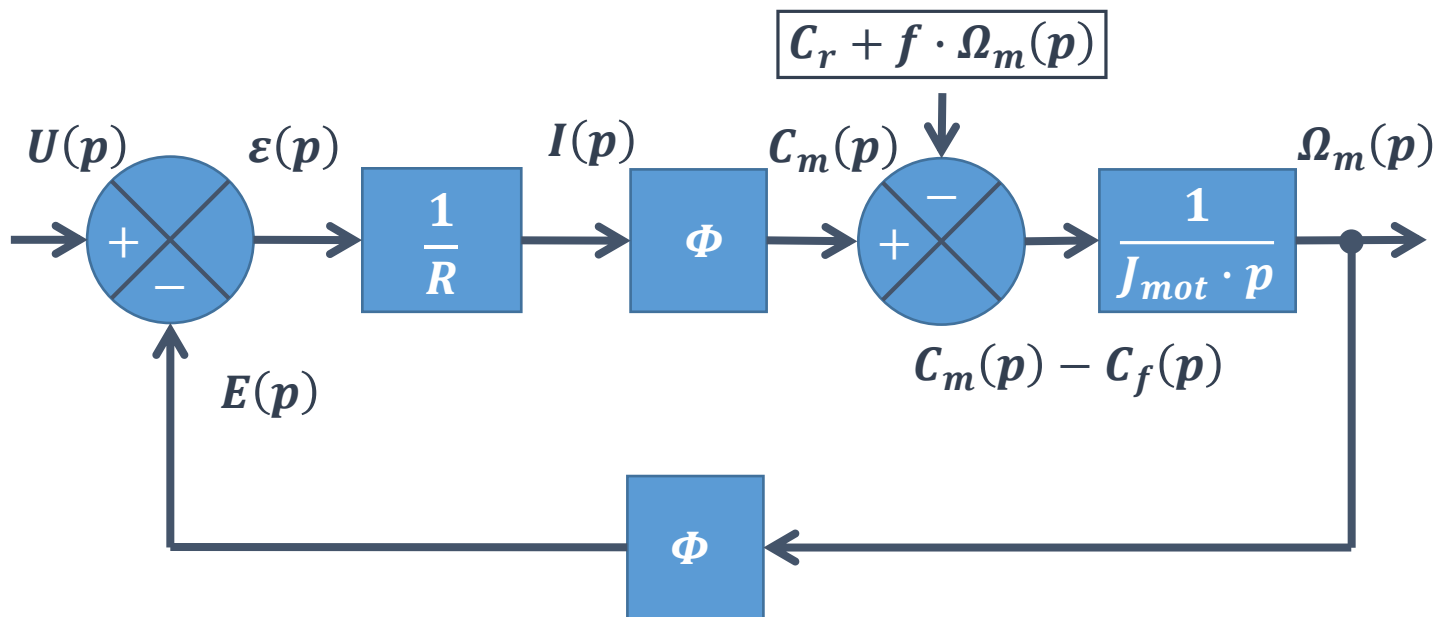 C_r + f · Ω_m(p)
U(p)
ε(p)
I(p)
C_m(p)
Ω_m(p)
+
−
1
R
Φ
+
−
1
J_mot · p
C_m(p) − C_f(p)
E(p)
Φ